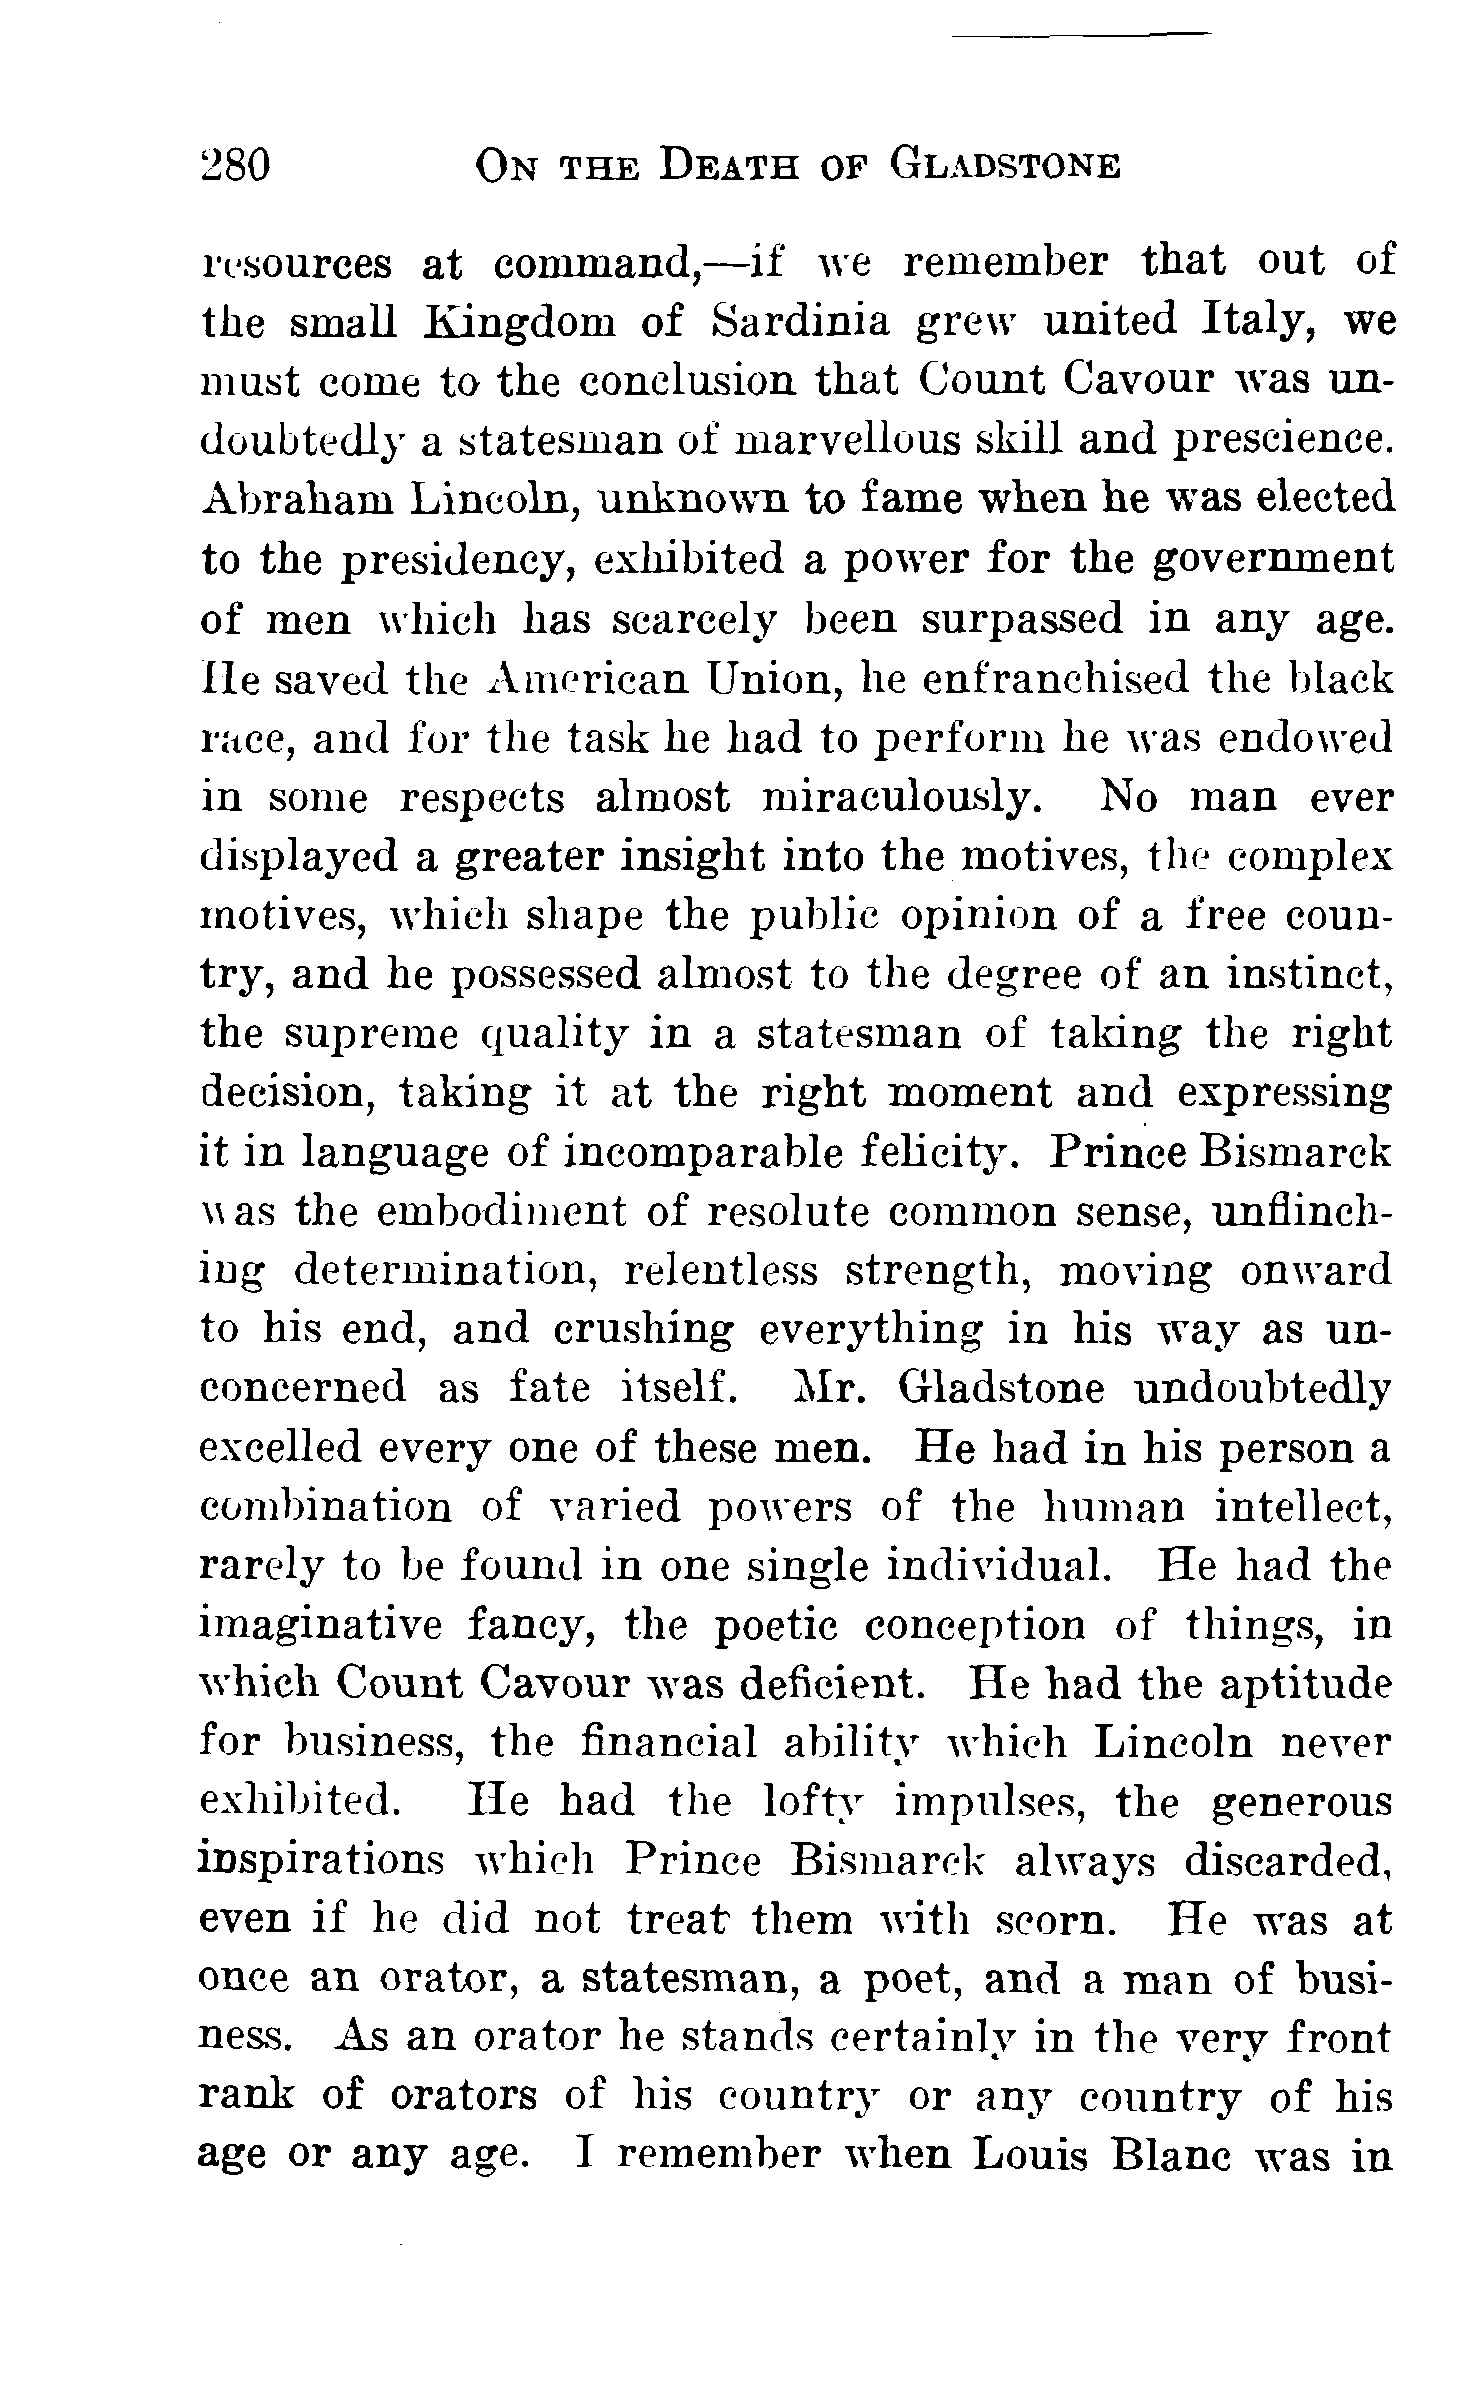 280 ON THE DEATH OF GLADSTONE
resources at command,—if we remember that out of
the small Kingdom of Sardinia grew united Italy, we
must come to the conclusion that Count Cavour was un-
doubtedly a statesman of marvellous skill and prescience.
Abraham Lincoln, unknown to fame when he was elected
to the presidency, exhibited a power for the government
of men which has scarcely been surpassed in any age.
He saved the American Union, he enfranchised the black
race, and for the task he had to perform he was endowed
in some respects almost miraculously. No man ever
displayed a greater insight into the motives, the complex
motives, which shape the public opinion of a free coun-
try, and he possessed almost to the degree of an instinct,
the supreme quality in a statesman of taking the right
decision, taking it at the right moment and expressing
it in language of incomparable felicity. Prince Bismarck
was the embodiment of resolute common sense, unflinch-
ing determination, relentless strength, moving onward
to his end, and crushing everything in his way as un-
concerned as fate itself. Mr. Gladstone undoubtedly
excelled every one of these men. He had in his person a
combination of varied powers of the human intellect,
rarely to be found in one single individual. He had the
imaginative fancy, the poetic conception of things, in
which Count Cavour was deficient. He had the aptitude
for business, the financial ability which Lincoln never
exhibited. He had the lofty impulses, the generous
inspirations which Prince Bismarck always discarded,
even if he did not treat them with scorn. He was at
once an orator, a statesman, a poet, and a man of busi-
ness. As an orator he stands certainly in the very front
rank of orators of his country or any country of his
age or any age. I remember when Louis Blanc was in